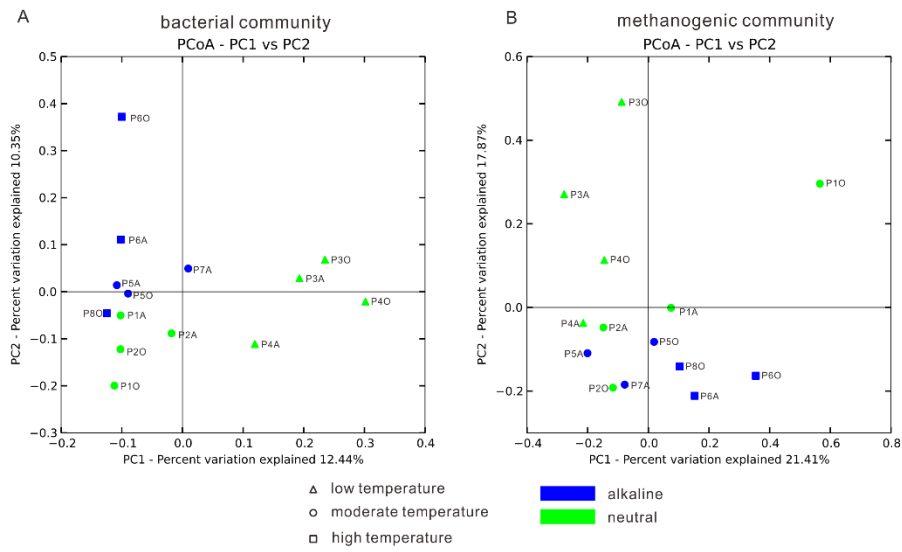 A
bacterial community
PCoA - PC1 vs PC2
0.5
0.4
0.3
0.2
0.1
0.0
−0.1
−0.2
−0.3
−0.2
−0.1
0.0
0.1
0.2
0.3
0.4
PC2 - Percent variation explained 10.35%
PC1 - Percent variation explained 12.44%
P6O
P6A
P7A
P5A
P5O
P8O
P1A
P2A
P2O
P1O
P3O
P3A
P4O
P4A
B
methanogenic community
PCoA - PC1 vs PC2
0.6
0.4
0.2
0.0
−0.2
−0.4
−0.4
−0.2
0.0
0.2
0.4
0.6
0.8
PC2 - Percent variation explained 17.87%
PC1 - Percent variation explained 21.41%
P3O
P1O
P3A
P4O
P1A
P4A
P2A
P5O
P5A
P8O
P6O
P7A
P2O
P6A
low temperature
moderate temperature
high temperature
alkaline
neutral